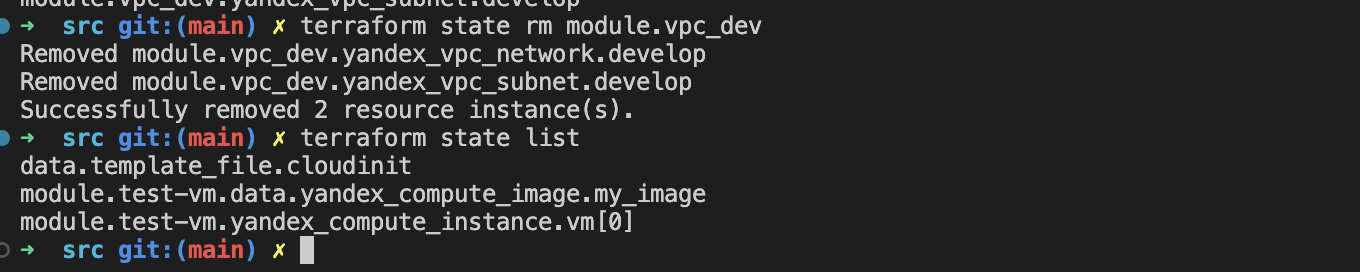 module.vpc_dev.yandex_vpc_subnet.develop
➜  src git:(main) ✗ terraform state rm module.vpc_dev
Removed module.vpc_dev.yandex_vpc_network.develop
Removed module.vpc_dev.yandex_vpc_subnet.develop
Successfully removed 2 resource instance(s).
➜  src git:(main) ✗ terraform state list
data.template_file.cloudinit
module.test-vm.data.yandex_compute_image.my_image
module.test-vm.yandex_compute_instance.vm[0]
➜  src git:(main) ✗